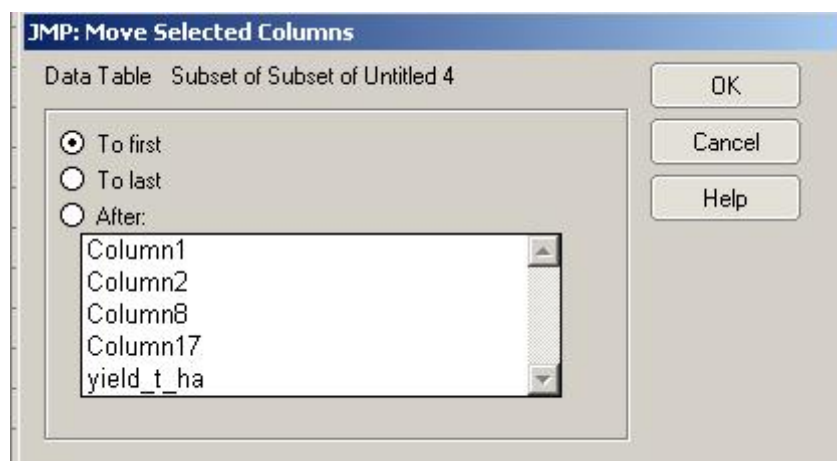 JMP: Move Selected Columns
Data Table Subset of Subset of Untitled 4
OK
To first
Cancel
To last
Help
After:
Column1
Column2
Column8
Column17
yield_t_ha